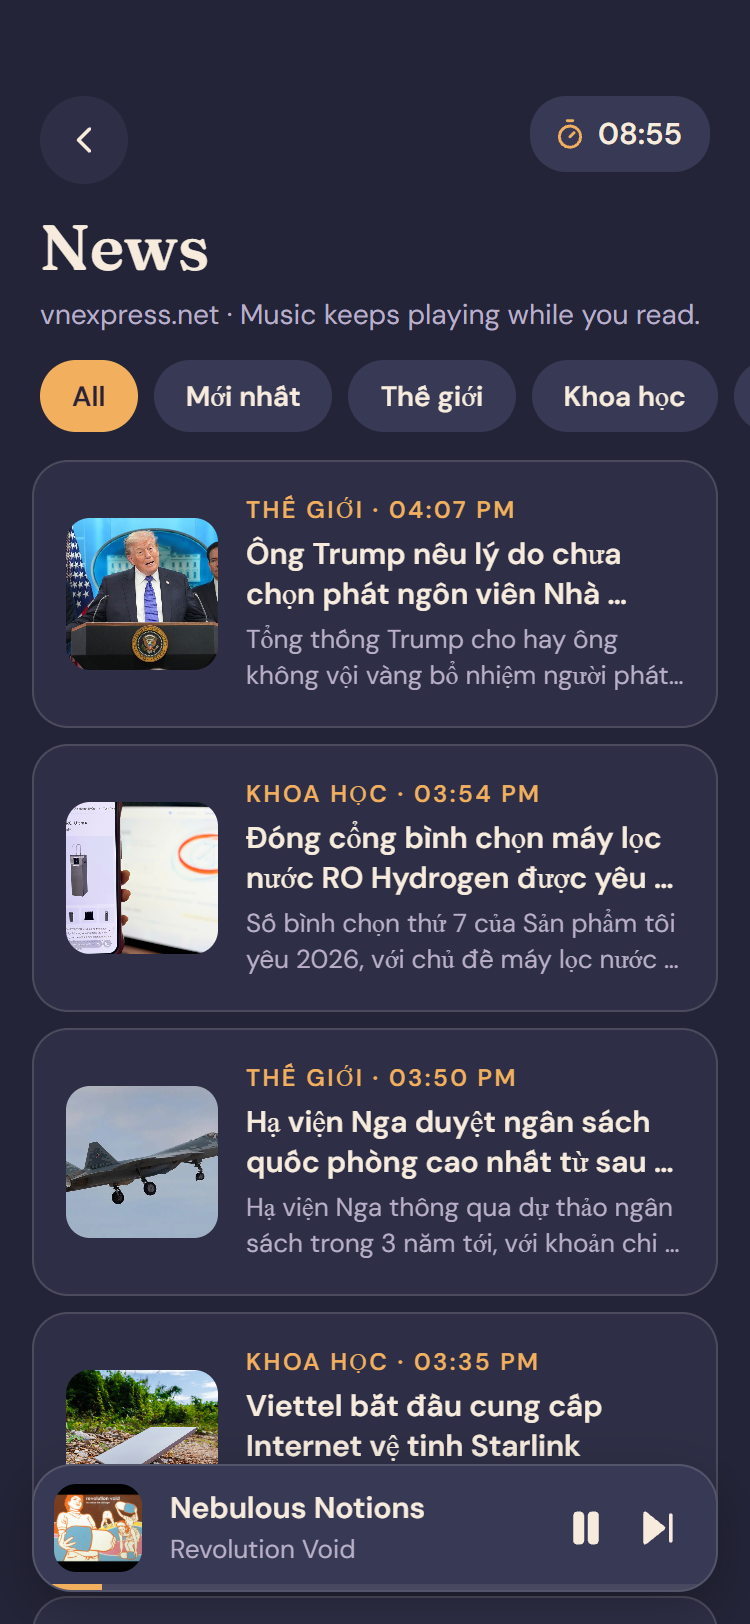 08:55
News
vnexpress.net · Music keeps playing while you read.
All
Mới nhất
Thế giới
Khoa học
THẾ GIỚI · 04:07 PM
Ông Trump nêu lý do chưa
chọn phát ngôn viên Nhà ...
Tổng thống Trump cho hay ông
không vội vàng bổ nhiệm người phát...
KHOA HỌC · 03:54 PM
Đóng cổng bình chọn máy lọc
nước RO Hydrogen được yêu ...
Số bình chọn thứ 7 của Sản phẩm tôi
yêu 2026, với chủ đề máy lọc nước ...
THẾ GIỚI · 03:50 PM
Hạ viện Nga duyệt ngân sách
quốc phòng cao nhất từ sau ...
Hạ viện Nga thông qua dự thảo ngân
sách trong 3 năm tới, với khoản chi ...
KHOA HỌC · 03:35 PM
Viettel bắt đầu cung cấp
Internet vệ tinh Starlink
revolution void
Nebulous Notions
Revolution Void